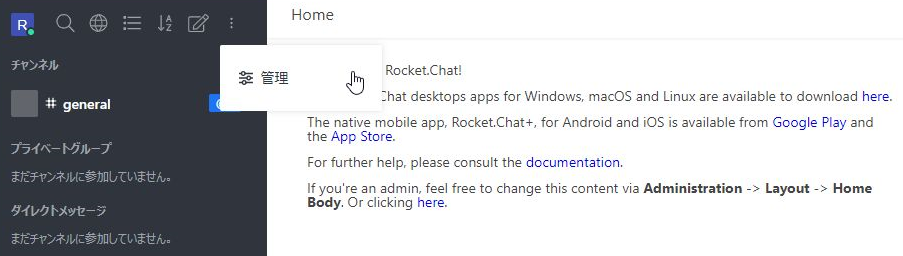 R
Home
管理
チャンネル
general
プライベートグループ
まだチャンネルに参加していません。
ダイレクトメッセージ
まだチャンネルに参加していません。
Rocket.Chat!
Chat desktops apps for Windows, macOS and Linux are available to download here.
The native mobile app, Rocket.Chat+, for Android and iOS is available from Google Play and
the App Store.
For further help, please consult the documentation.
If you're an admin, feel free to change this content via Administration -> Layout -> Home
Body. Or clicking here.